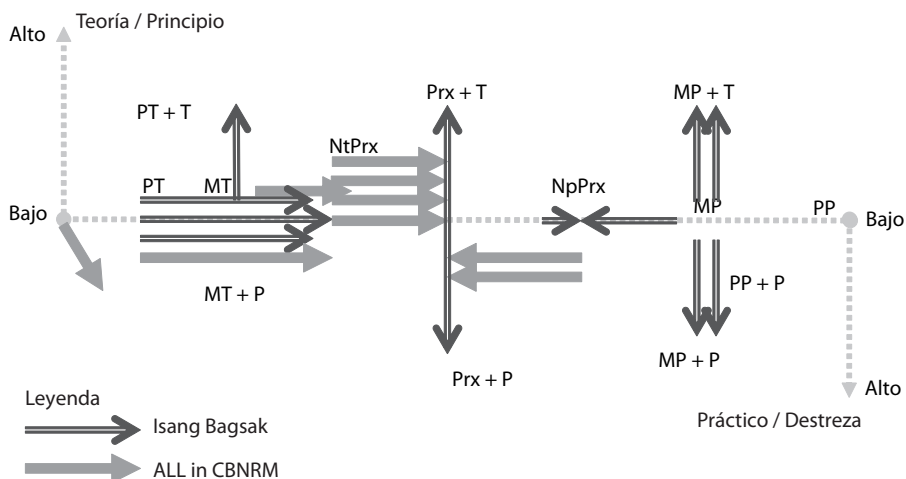 Teoría / Principio
Alto
PT + T
Prx + T
MP + T
NtPrx
PT MT
NpPrx
MP
PP
Bajo
Bajo
MT + P
PP + P
MP + P
Prx + P
Alto
Leyenda
Práctico / Destreza
Isang Bagsak
ALL in CBNRM